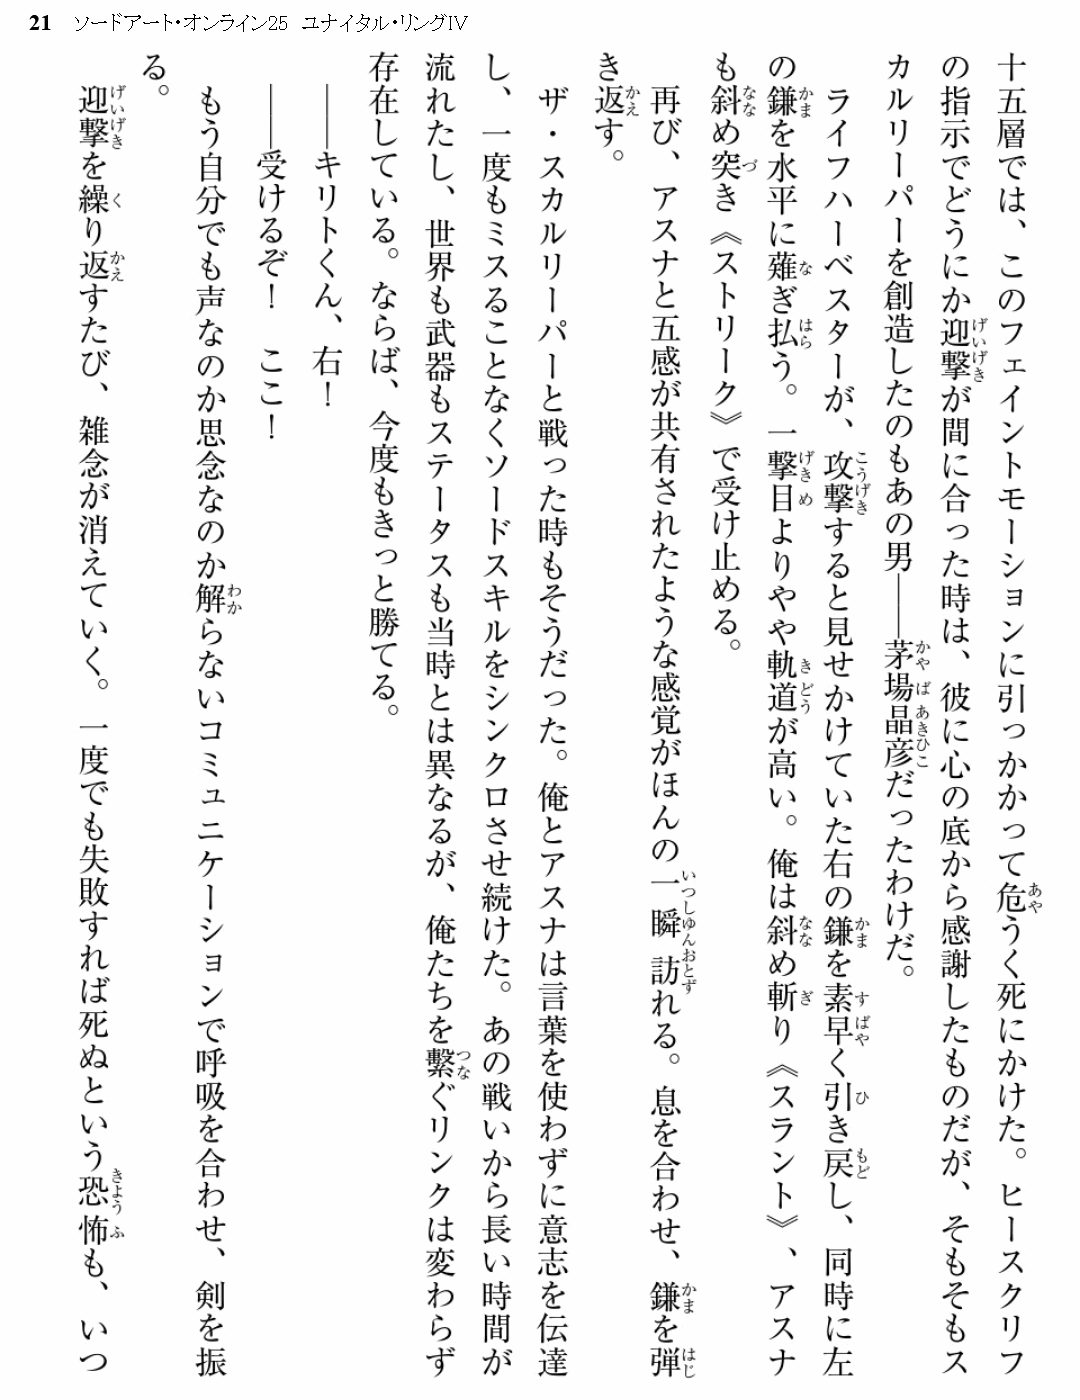 21 ソードアート・オンライン25 ユナイタル・リングⅣ
十五層では、このフェイントモーションに引っかかって危うく死にかけた。ヒースクリフ
の指示でどうにか迎撃が間に合った時は、彼に心の底から感謝したものだが、そもそもス
カルリーパーを創造したのもあの男――茅場晶彦だったわけだ。
ライフハーベスターが、攻撃すると見せかけていた右の鎌を素早く引き戻し、同時に左
の鎌を水平に薙ぎ払う。一撃目よりやや軌道が高い。俺は斜め斬り《スラント》、アスナ
も斜め突き《ストリーク》で受け止める。
再び、アスナと五感が共有されたような感覚がほんの一瞬訪れる。息を合わせ、鎌を弾
き返す。
ザ・スカルリーパーと戦った時もそうだった。俺とアスナは言葉を使わずに意志を伝達
し、一度もミスることなくソードスキルをシンクロさせ続けた。あの戦いから長い時間が
流れたし、世界も武器もステータスも当時とは異なるが、俺たちを繫ぐリンクは変わらず
存在している。ならば、今度もきっと勝てる。
――キリトくん、右！
――受けるぞ！　ここ！
もう自分でも声なのか思念なのか解らないコミュニケーションで呼吸を合わせ、剣を振
る。
迎撃を繰り返すたび、雑念が消えていく。一度でも失敗すれば死ぬという恐怖も、いつ